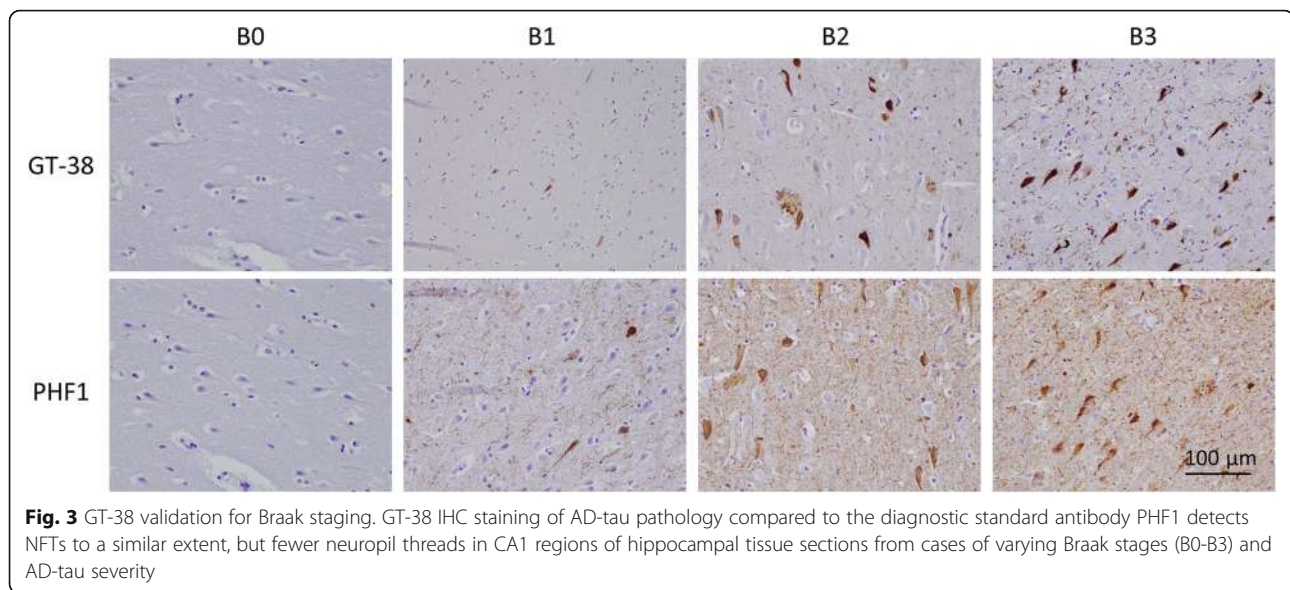 B0 B1 B2 B3
GT-38
PHF1
100 µm
Fig. 3 GT-38 validation for Braak staging. GT-38 IHC staining of AD-tau pathology compared to the diagnostic standard antibody PHF1 detects
NFTs to a similar extent, but fewer neuropil threads in CA1 regions of hippocampal tissue sections from cases of varying Braak stages (B0-B3) and
AD-tau severity